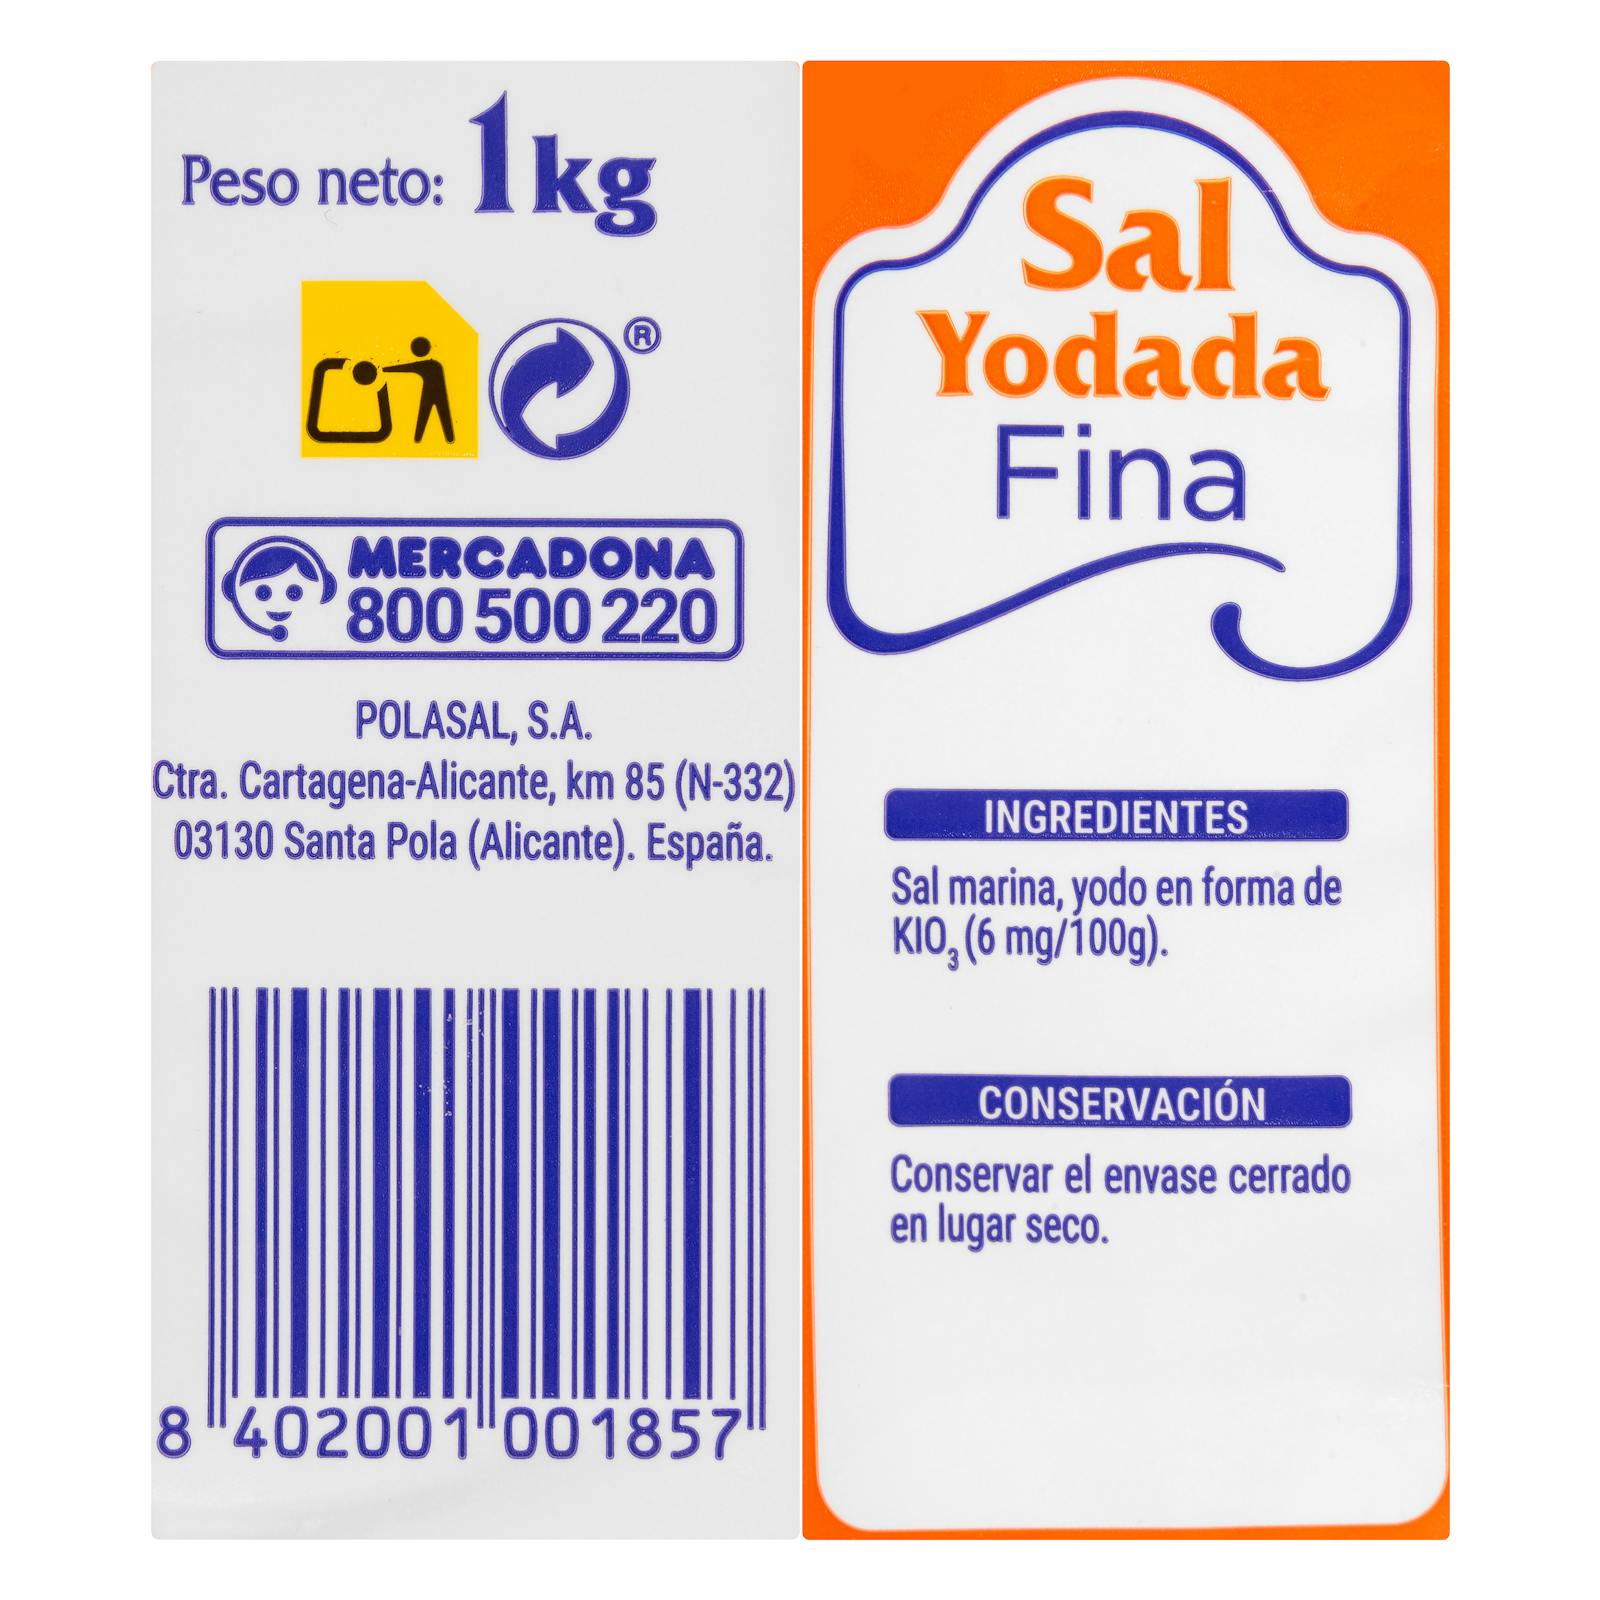 Peso neto: 1 kg
®
MERCADONA
800 500 220
POLASAL, S.A.
Ctra. Cartagena-Alicante, km 85 (N-332)
03130 Santa Pola (Alicante). España.
8 402001 001857
Sal
Yodada
Fina
INGREDIENTES
Sal marina, yodo en forma de
KIO₃ (6 mg/100g).
CONSERVACIÓN
Conservar el envase cerrado
en lugar seco.